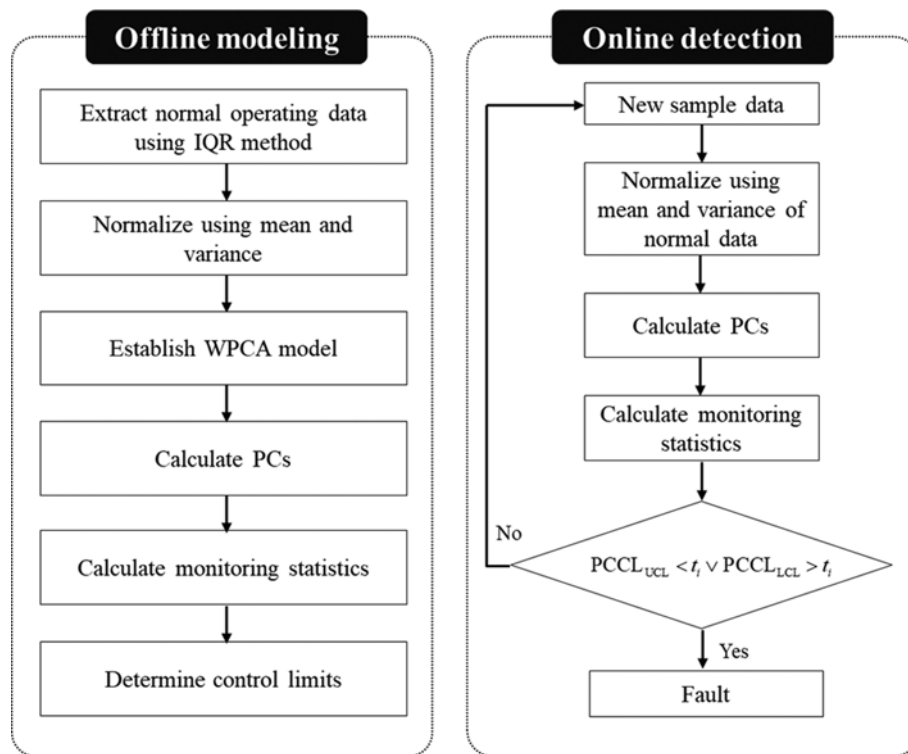 Offline modeling
Extract normal operating data
using IQR method
Normalize using mean and
variance
Establish WPCA model
Calculate PCs
Calculate monitoring statistics
Determine control limits
Online detection
New sample data
Normalize using
mean and variance of
normal data
Calculate PCs
Calculate monitoring
statistics
No
PCCL_UCL < t_i ∨ PCCL_LCL > t_i
Yes
Fault